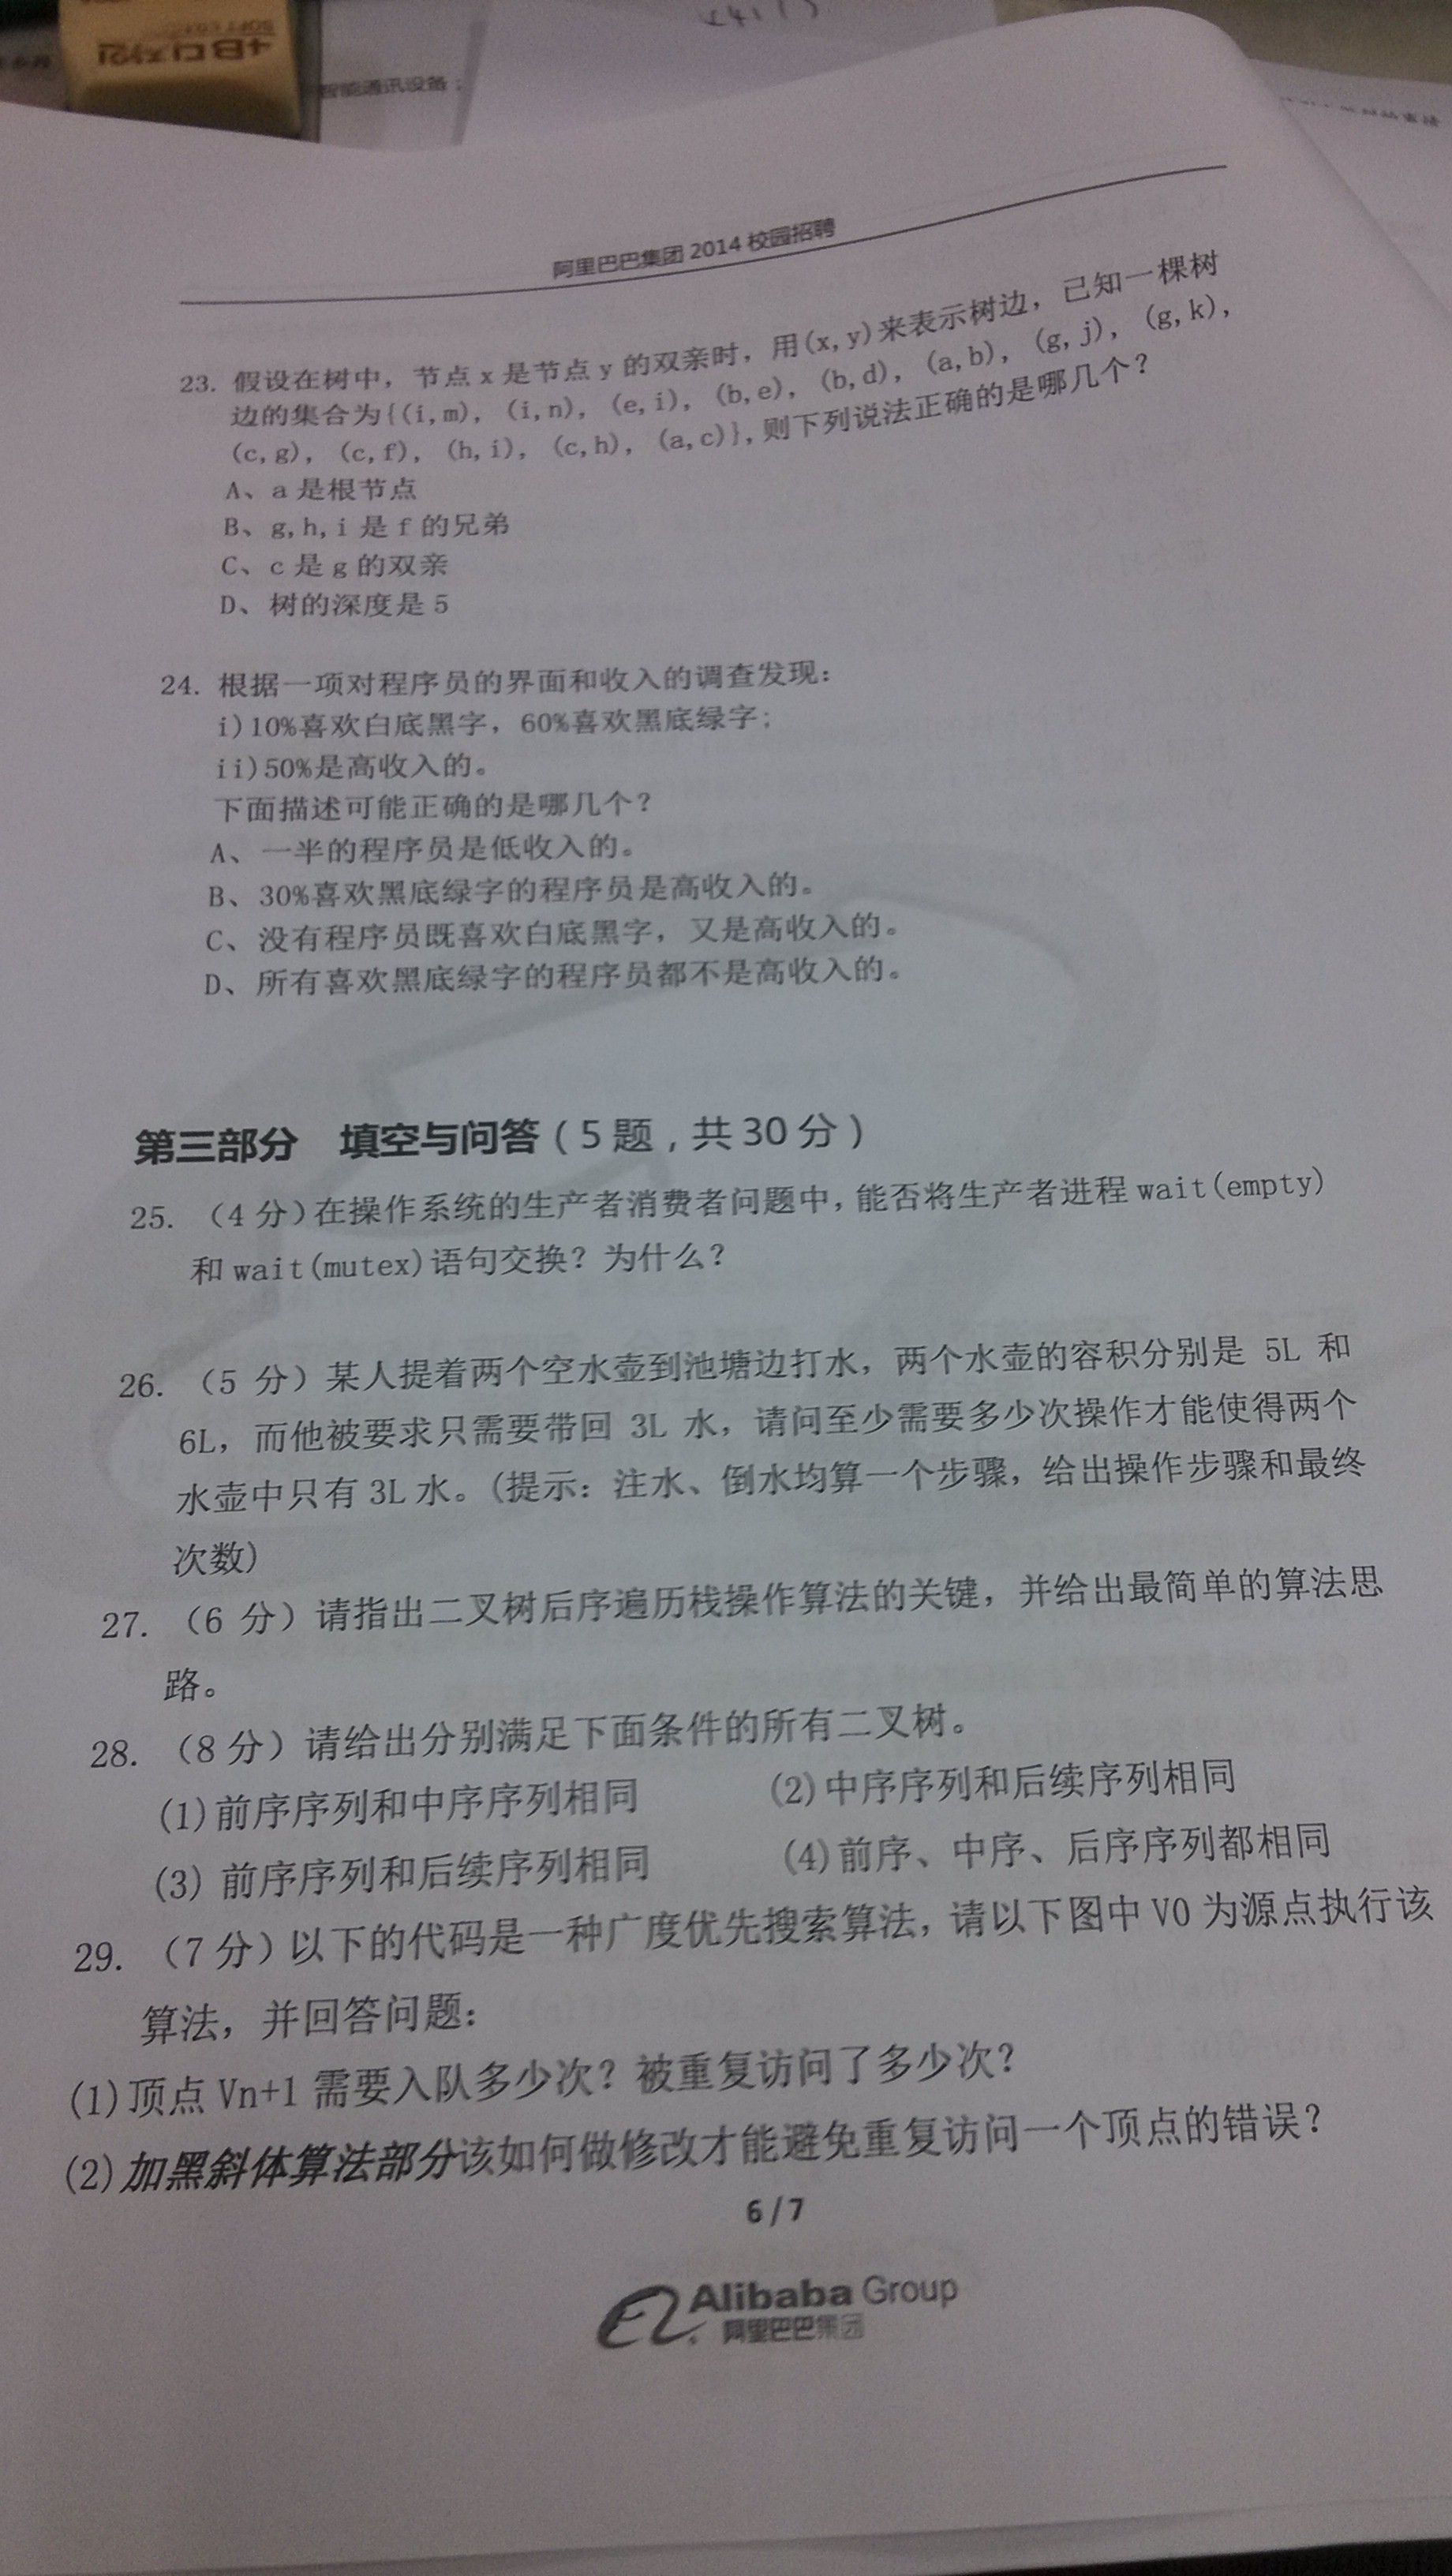 智能通讯设备；
阿里巴巴集团 2014 校园招聘
23. 假设在树中，节点 x 是节点 y 的双亲时，用(x,y)来表示树边，已知一棵树
边的集合为{(i,m), (i,n), (e,i), (b,e), (b,d), (a,b), (g,j), (g,k),
(c,g), (c,f), (h,i), (c,h), (a,c)},则下列说法正确的是哪几个？
A、a 是根节点
B、g,h,i 是 f 的兄弟
C、c 是 g 的双亲
D、树的深度是 5
24. 根据一项对程序员的界面和收入的调查发现：
i)10%喜欢白底黑字，60%喜欢黑底绿字；
ii)50%是高收入的。
下面描述可能正确的是哪几个？
A、一半的程序员是低收入的。
B、30%喜欢黑底绿字的程序员是高收入的。
C、没有程序员既喜欢白底黑字，又是高收入的。
D、所有喜欢黑底绿字的程序员都不是高收入的。
第三部分 填空与问答（5 题，共 30 分）
25. （4 分）在操作系统的生产者消费者问题中，能否将生产者进程 wait(empty)
和 wait(mutex)语句交换？为什么？
26. （5 分）某人提着两个空水壶到池塘边打水，两个水壶的容积分别是 5L 和
6L，而他被要求只需要带回 3L 水，请问至少需要多少次操作才能使得两个
水壶中只有 3L 水。(提示：注水、倒水均算一个步骤，给出操作步骤和最终
次数)
27. （6 分）请指出二叉树后序遍历栈操作算法的关键，并给出最简单的算法思
路。
28. （8 分）请给出分别满足下面条件的所有二叉树。
(1)前序序列和中序序列相同 (2)中序序列和后续序列相同
(3) 前序序列和后续序列相同 (4)前序、中序、后序序列都相同
29. （7 分）以下的代码是一种广度优先搜索算法，请以下图中 V0 为源点执行该
算法，并回答问题：
(1)顶点 Vn+1 需要入队多少次？被重复访问了多少次？
(2)加黑斜体算法部分该如何做修改才能避免重复访问一个顶点的错误？
6 / 7
Alibaba Group
阿里巴巴集团